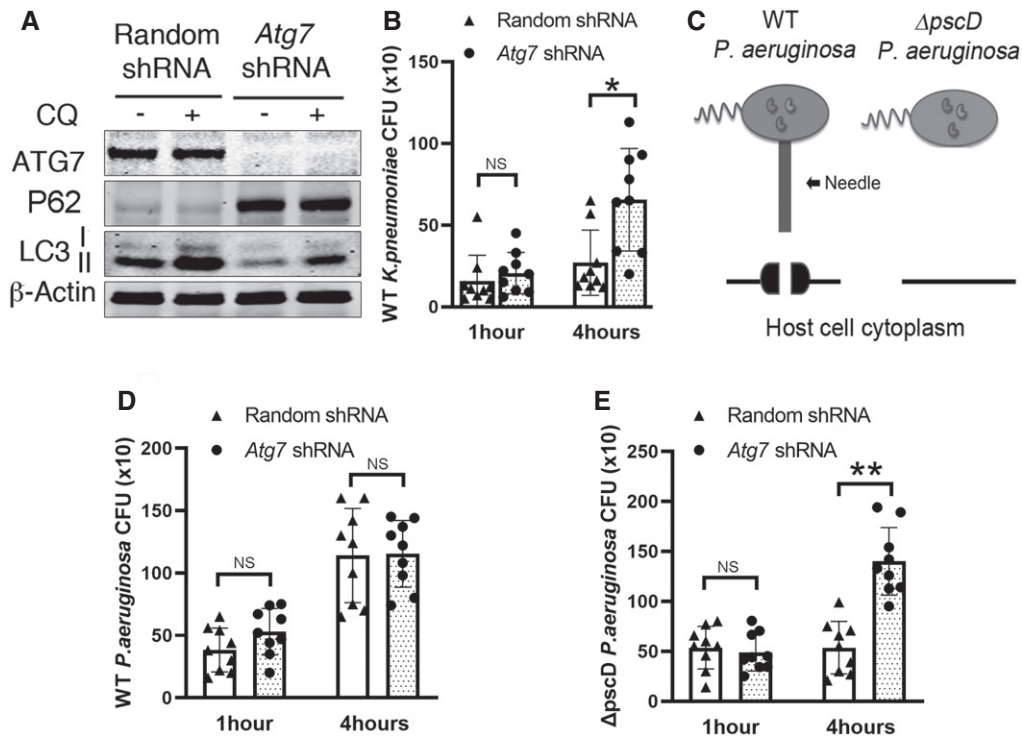 A
Random shRNA
Atg7 shRNA
CQ - + - +
ATG7
P62
LC3 I
II
β-Actin
B
Random shRNA
Atg7 shRNA
WT K.pneumoniae CFU (x10)
150
100
50
0
NS
*
1hour
4hours
C
WT
P. aeruginosa
ΔpscD
P. aeruginosa
Needle
Host cell cytoplasm
D
Random shRNA
Atg7 shRNA
WT P.aeruginosa CFU (x10)
200
150
100
50
0
NS
NS
1hour
4hours
E
Random shRNA
Atg7 shRNA
ΔpscD P.aeruginosa CFU (x10)
250
200
150
100
50
0
NS
**
1hour
4hours